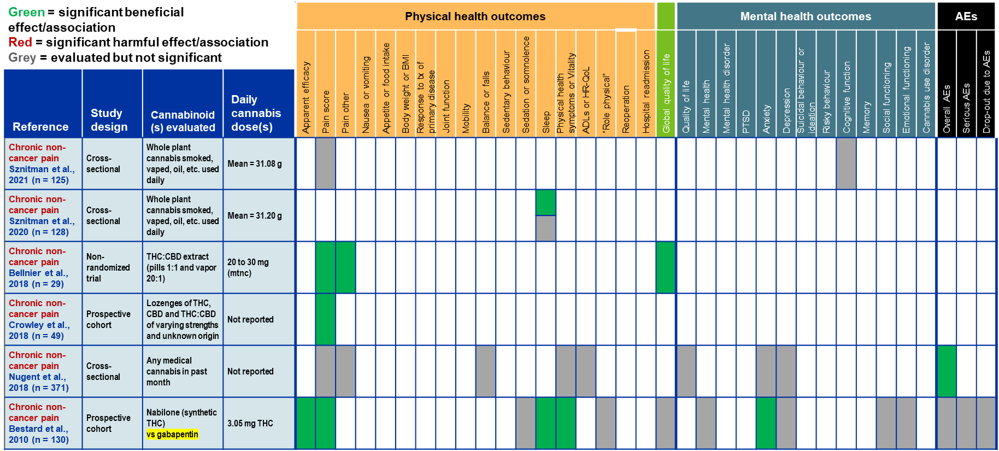 Green = significant beneficial
effect/association
Red = significant harmful effect/association
Grey = evaluated but not significant
Physical health outcomes
Mental health outcomes
AEs
Reference
Study
design
Cannabinoid
(s) evaluated
Daily
cannabis
dose(s)
Apparent efficacy
Pain score
Pain other
Nausea or vomiting
Appetite or food intake
Body weight or BMI
Response to tx of
primary disease
Joint function
Mobility
Balance or falls
Sedentary behaviour
Sedation or somnolence
Sleep
Physical health
symptoms or Vitality
ADLs or HR-QoL
"Role physical"
Reoperation
Hospital readmission
Global quality of life
Quality of life
Mental health
Mental health disorder
PTSD
Anxiety
Depression
Suicidal behaviour or
ideation
Risky behaviour
Cognitive function
Memory
Social functioning
Emotional functioning
Cannabis use disorder
Overall AEs
Serious AEs
Drop-out due to AEs
Chronic non-
cancer pain
Sznitman et al.,
2021 (n = 125)
Cross-
sectional
Whole plant
cannabis smoked,
vaped, oil, etc. used
daily
Mean = 31.08 g
Chronic non-
cancer pain
Sznitman et al.,
2020 (n = 128)
Cross-
sectional
Whole plant
cannabis smoked,
vaped, oil, etc. used
daily
Mean = 31.20 g
Chronic non-
cancer pain
Bellnier et al.,
2018 (n = 29)
Non-
randomized
trial
THC:CBD extract
(pills 1:1 and vapor
20:1)
20 to 30 mg
(mtnc)
Chronic non-
cancer pain
Crowley et al.,
2018 (n = 49)
Prospective
cohort
Lozenges of THC,
CBD and THC:CBD
of varying strengths
and unknown origin
Not reported
Chronic non-
cancer pain
Nugent et al.,
2018 (n = 371)
Cross-
sectional
Any medical
cannabis in past
month
Not reported
Chronic non-
cancer pain
Bestard et al.,
2010 (n = 130)
Prospective
cohort
Nabilone (synthetic
THC)
vs gabapentin
3.05 mg THC